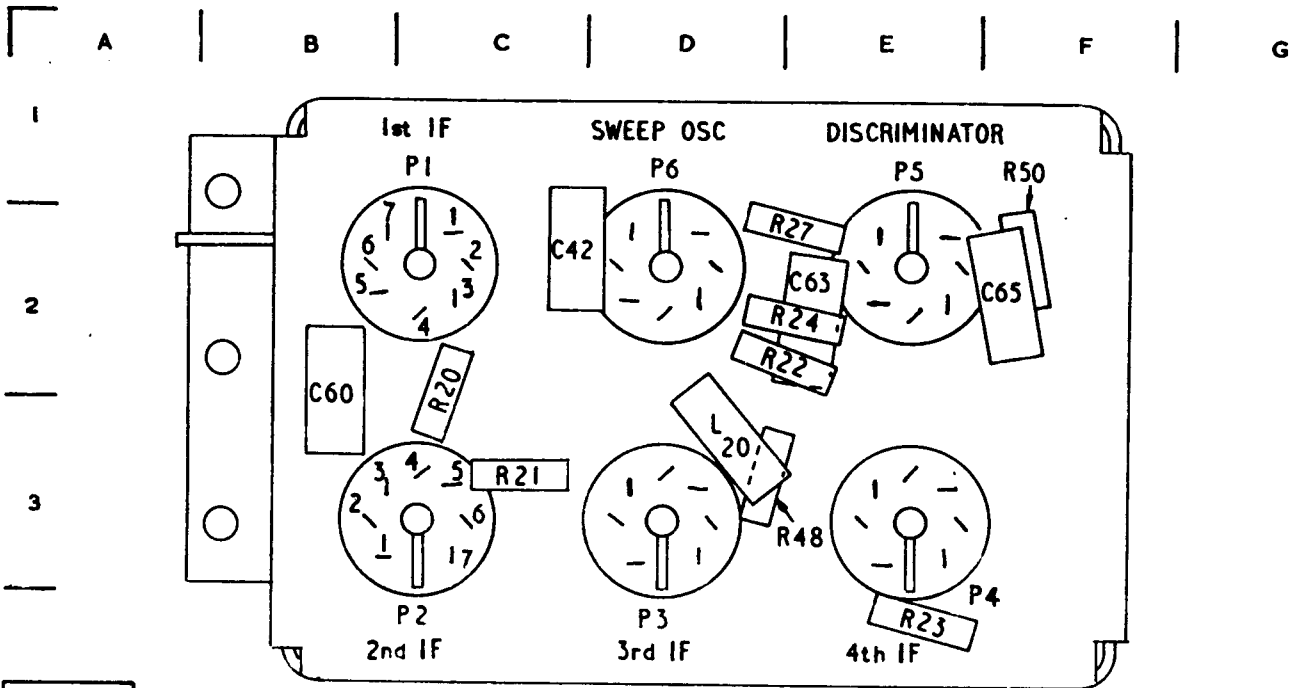 A B C D E F G
1
1st IF SWEEP OSC DISCRIMINATOR
P1 P6 P5 R50
7 1
6 2
5 3
4
C42
R27
C63
R24
R22
C65
2
C60
R20
L 20
3 4 5
2 6
1 7
R21
R48
3
P2 P3 P4
R23
2nd IF 3rd IF 4th IF